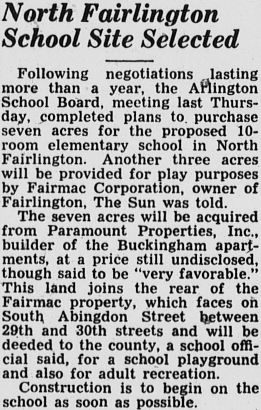 North Fairlington
School Site Selected
Following negotiations lasting
more than a year, the Arlington
School Board, meeting last Thurs-
day, completed plans to purchase
seven acres for the proposed 10-
room elementary school in North
Fairlington. Another three acres
will be provided for play purposes
by Fairmac Corporation, owner of
Fairlington, The Sun was told.
The seven acres will be acquired
from Paramount Properties, Inc.,
builder of the Buckingham apart-
ments, at a price still undisclosed,
though said to be "very favorable."
This land joins the rear of the
Fairmac property, which faces on
South Abingdon Street between
29th and 30th streets and will be
deeded to the county, a school offi-
cial said, for a school playground
and also for adult recreation.
Construction is to begin on the
school as soon as possible.